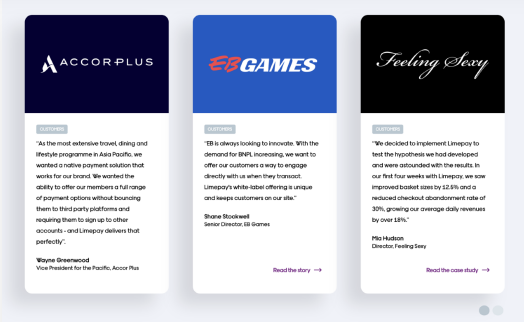 ACCOR PLUS
CUSTOMERS
"As the most extensive travel, dining and
lifestyle programme in Asia Pacific, we
wanted a native payment solution that
works for our brand. We wanted the
ability to offer our members a full range
of payment options without bouncing
them to third party platforms and
requiring them to sign up to other
accounts - and Limepay delivers that
perfectly".
Wayne Greenwood
Vice President for the Pacific, Accor Plus
EB GAMES
CUSTOMERS
"EB is always looking to innovate. With the
demand for BNPL increasing, we want to
offer our customers a way to engage
directly with us when they transact.
Limepay's white-label offering is unique
and keeps customers on our site."
Shane Stockwell
Senior Director, EB Games
Read the story →
Feeling Sexy
CUSTOMERS
"We decided to implement Limepay to
test the hypothesis we had developed
and were astounded with the results. In
our first four weeks with Limepay, we saw
improved basket sizes by 12.5% and a
reduced checkout abandonment rate of
30%, growing our average daily revenues
by over 18%."
Mia Hudson
Director, Feeling Sexy
Read the case study →